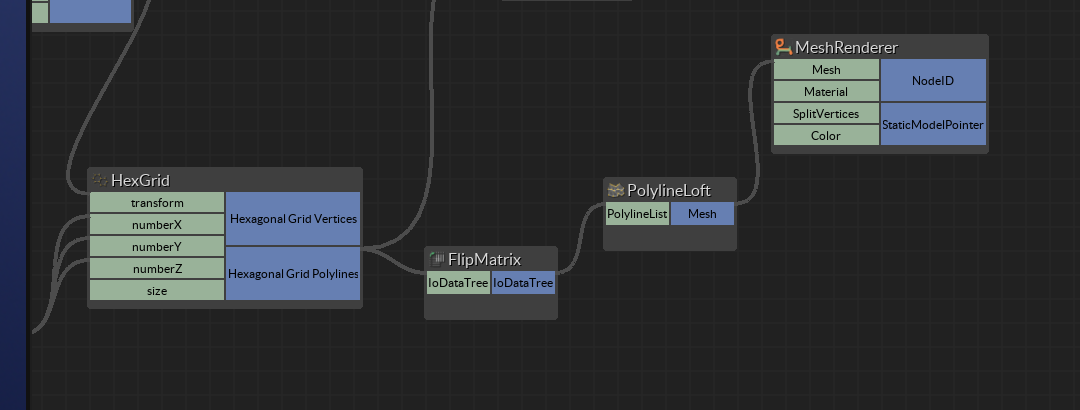 MeshRenderer
Mesh
Material
SplitVertices
Color
NodeID
StaticModelPointer
HexGrid
transform
numberX
numberY
numberZ
size
Hexagonal Grid Vertices
Hexagonal Grid Polylines
PolylineLoft
PolylineList
Mesh
FlipMatrix
IoDataTree
IoDataTree